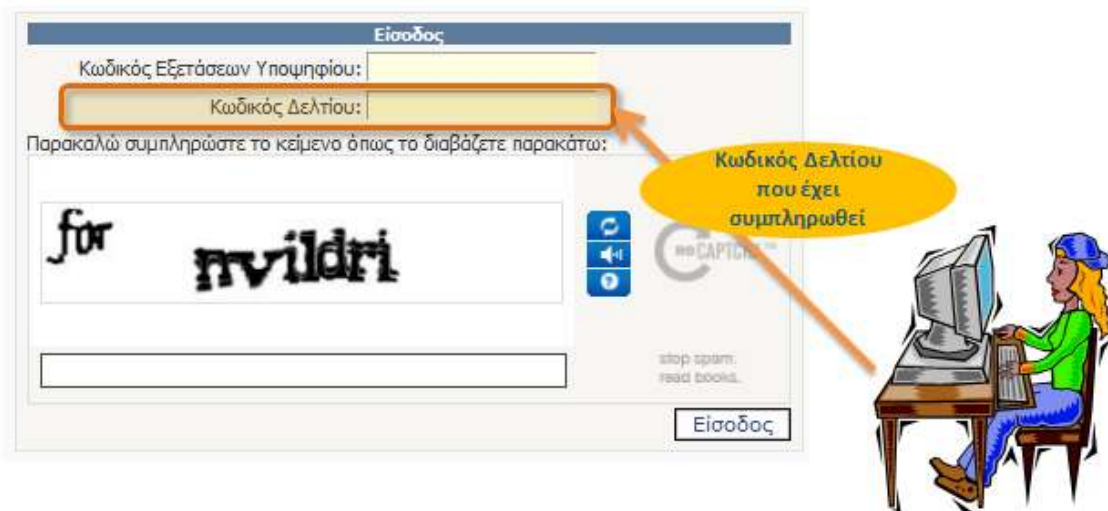 Είσοδος
Κωδικός Εξετάσεων Υποψηφίου:
Κωδικός Δελτίου:
Παρακαλώ συμπληρώστε το κείμενο όπως το διαβάζετε παρακάτω:
Κωδικός Δελτίου
που έχει
συμπληρωθεί
for nvildri
reCAPTCHA™
stop spam.
read books.
Είσοδος